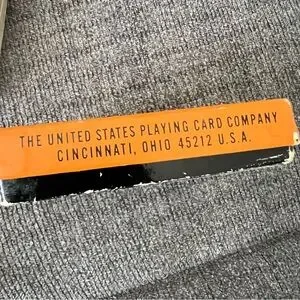 THE UNITED STATES PLAYING CARD COMPANY
CINCINNATI, OHIO 45212 U.S.A.